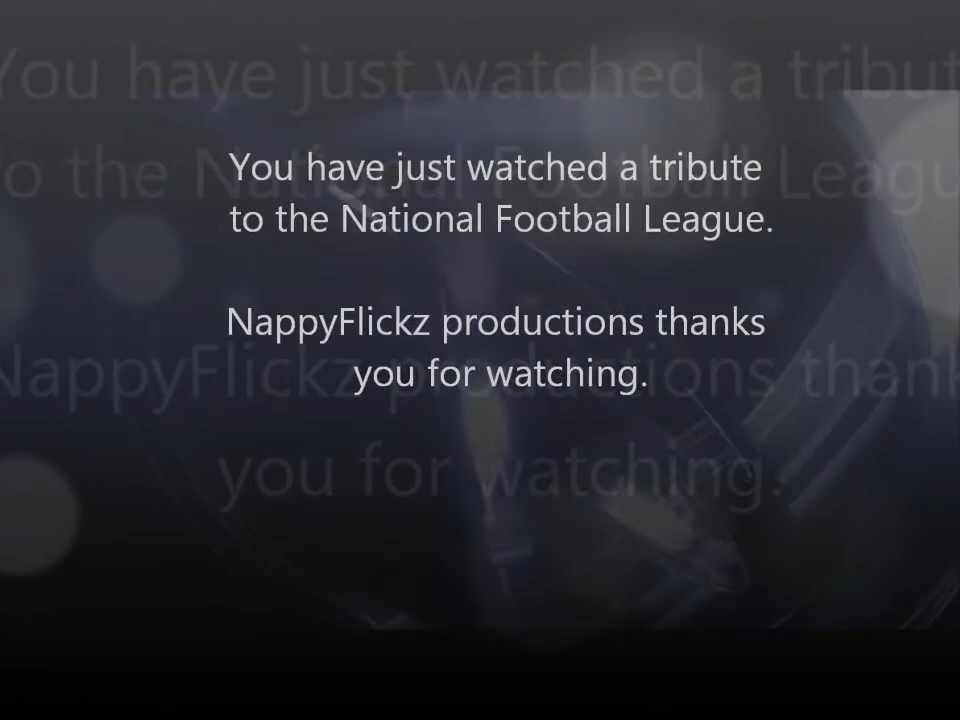 You have just watched a tribute
to the National Football League.
NappyFlickz productions thanks
you for watching.